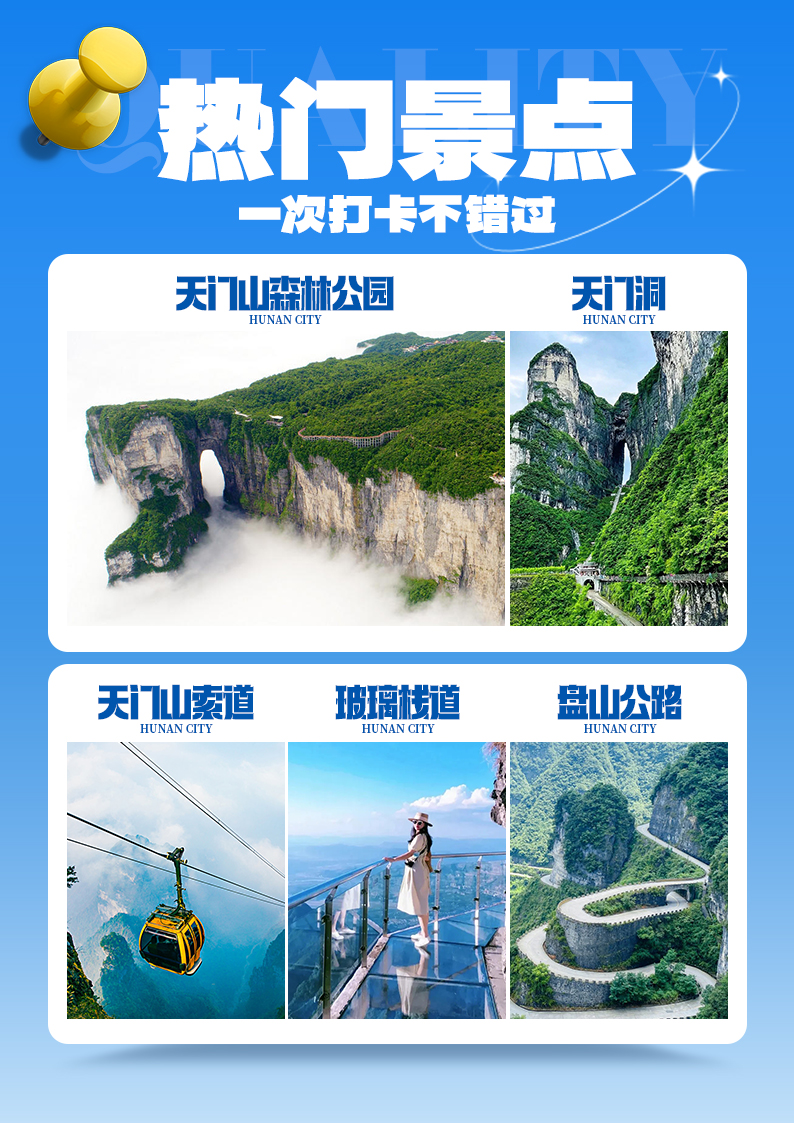 QUALITY
热门景点
一次打卡不错过
天门山森林公园
HUNAN CITY
天门洞
HUNAN CITY
天门山索道
HUNAN CITY
玻璃栈道
HUNAN CITY
盘山公路
HUNAN CITY